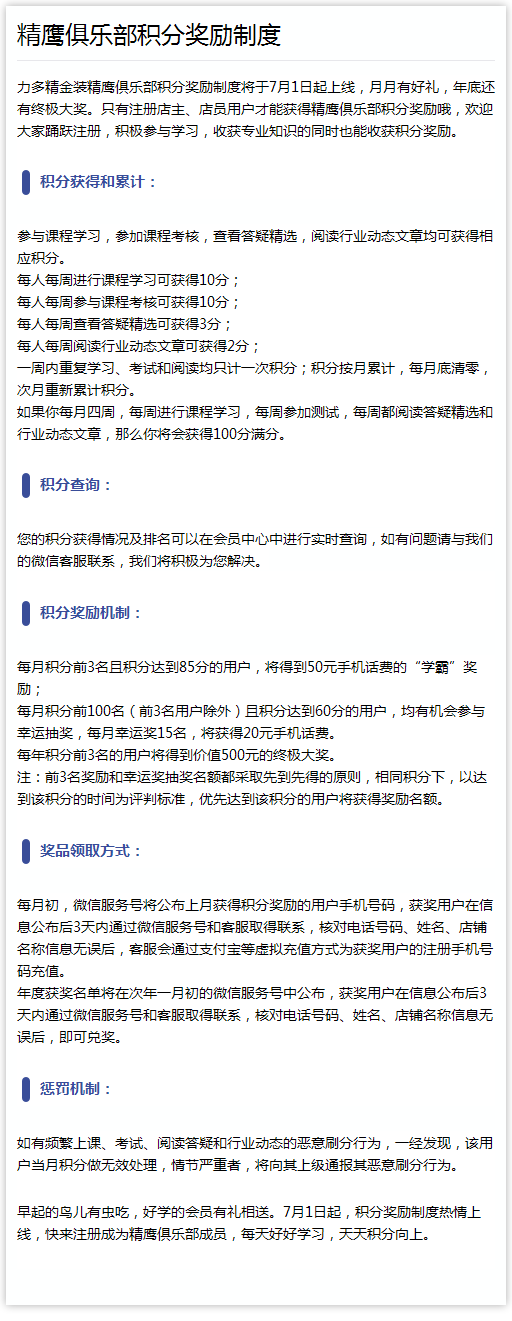 精鹰俱乐部积分奖励制度
力多精金装精鹰俱乐部积分奖励制度将于7月1日起上线，月月有好礼，年底还
有终极大奖。只有注册店主、店员用户才能获得精鹰俱乐部积分奖励哦，欢迎
大家踊跃注册，积极参与学习，收获专业知识的同时也能收获积分奖励。
积分获得和累计：
参与课程学习，参加课程考核，查看答疑精选，阅读行业动态文章均可获得相
应积分。
每人每周进行课程学习可获得10分；
每人每周参与课程考核可获得10分；
每人每周查看答疑精选可获得3分；
每人每周阅读行业动态文章可获得2分；
一周内重复学习、考试和阅读均只计一次积分；积分按月累计，每月底清零，
次月重新累计积分。
如果你每月四周，每周进行课程学习，每周参加测试，每周都阅读答疑精选和
行业动态文章，那么你将会获得100分满分。
积分查询：
您的积分获得情况及排名可以在会员中心中进行实时查询，如有问题请与我们
的微信客服联系，我们将积极为您解决。
积分奖励机制：
每月积分前3名且积分达到85分的用户，将得到50元手机话费的“学霸”奖
励；
每月积分前100名（前3名用户除外）且积分达到60分的用户，均有机会参与
幸运抽奖，每月幸运奖15名，将获得20元手机话费。
每年积分前3名的用户将得到价值500元的终极大奖。
注：前3名奖励和幸运奖抽奖名额都采取先到先得的原则，相同积分下，以达
到该积分的时间为评判标准，优先达到该积分的用户将获得奖励名额。
奖品领取方式：
每月初，微信服务号将公布上月获得积分奖励的用户手机号码，获奖用户在信
息公布后3天内通过微信服务号和客服取得联系，核对电话号码、姓名、店铺
名称信息无误后，客服会通过支付宝等虚拟充值方式为获奖用户的注册手机号
码充值。
年度获奖名单将在次年一月初的微信服务号中公布，获奖用户在信息公布后3
天内通过微信服务号和客服取得联系，核对电话号码、姓名、店铺名称信息无
误后，即可兑奖。
惩罚机制：
如有频繁上课、考试、阅读答疑和行业动态的恶意刷分行为，一经发现，该用
户当月积分做无效处理，情节严重者，将向其上级通报其恶意刷分行为。
早起的鸟儿有虫吃，好学的会员有礼相送。7月1日起，积分奖励制度热情上
线，快来注册成为精鹰俱乐部成员，每天好好学习，天天积分向上。